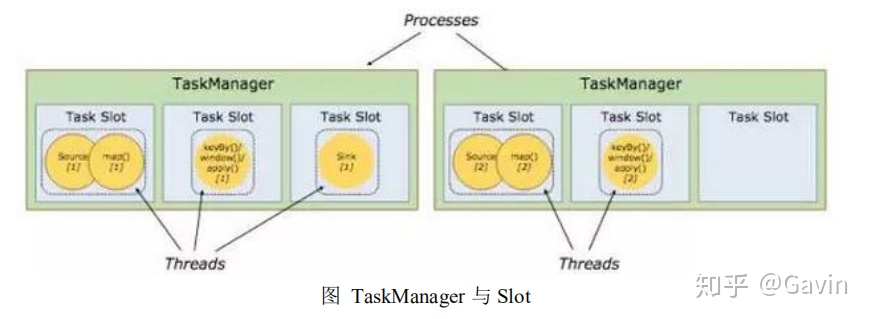 Processes
TaskManager
Task Slot
Source
[1]
map()
[1]
Task Slot
keyBy()/
window()/
apply()
[1]
Task Slot
Sink
[1]
Threads
TaskManager
Task Slot
Source
[2]
map()
[2]
Task Slot
keyBy()/
window()/
apply()
[2]
Task Slot
Threads
图 TaskManager 与 Slot
知乎 @Gavin